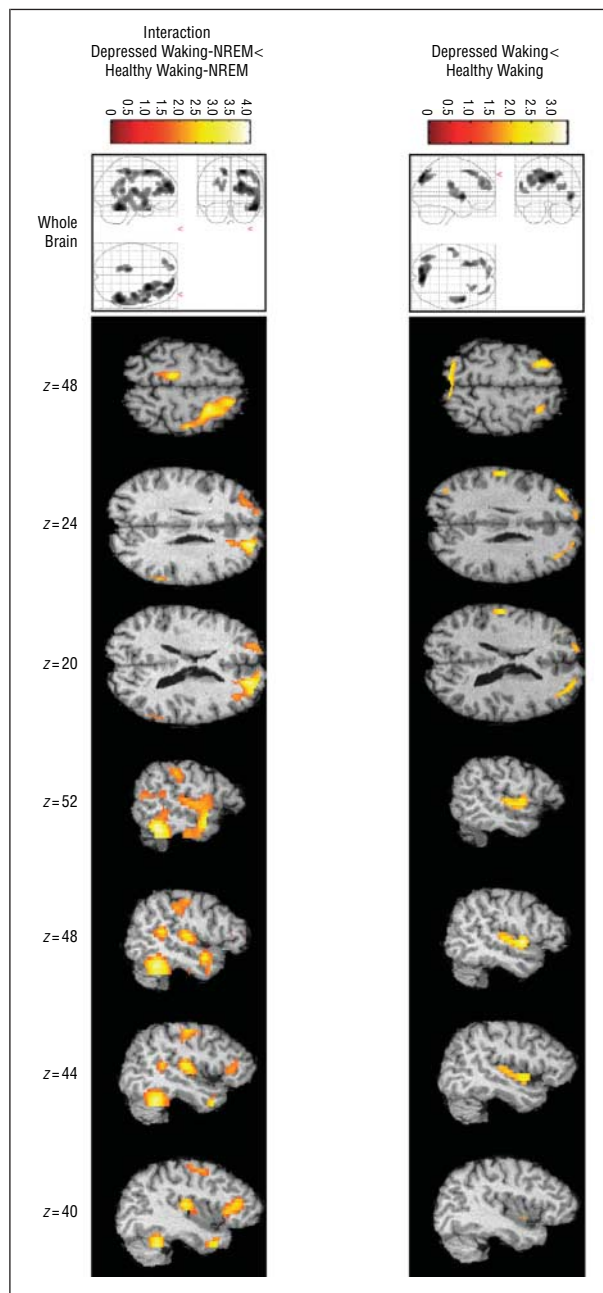 Interaction
Depressed Waking-NREM<
Healthy Waking-NREM
Depressed Waking<
Healthy Waking
0 0.5 1.0 1.5 2.0 2.5 3.0 3.5 4.0
0 0.5 1.0 1.5 2.0 2.5 3.0
Whole
Brain
<
<
<
<
z=48
z=24
z=20
z=52
z=48
z=44
z=40